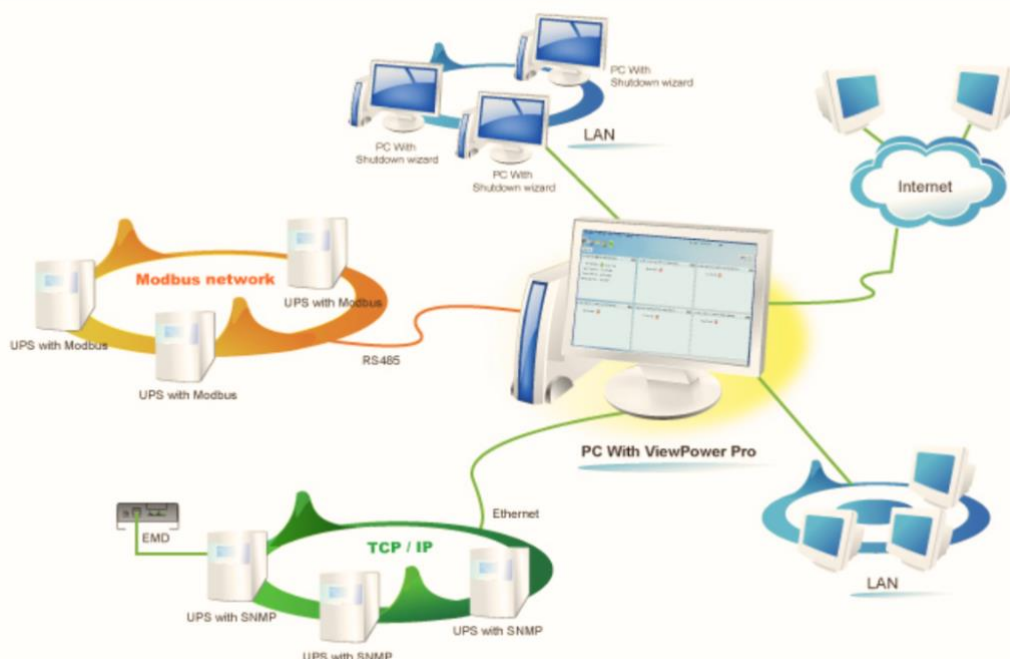 PC With
Shutdown wizard
PC With
Shutdown wizard
PC With
Shutdown wizard
LAN
Internet
Modbus network
UPS with Modbus
UPS with Modbus
UPS with Modbus
RS485
PC With ViewPower Pro
Ethernet
EMD
TCP / IP
UPS with SNMP
UPS with SNMP
UPS with SNMP
LAN